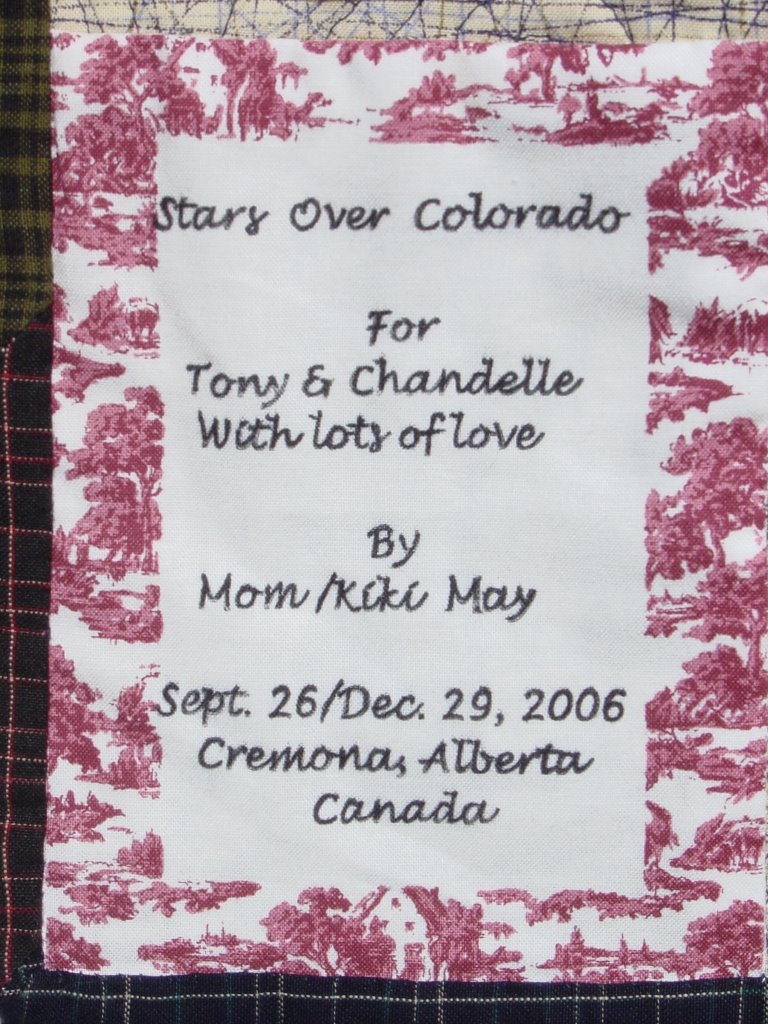 Stars Over Colorado
For
Tony & Chandelle
With lots of love
By
Mom/Kiki May
Sept. 26/Dec. 29, 2006
Cremona, Alberta
Canada